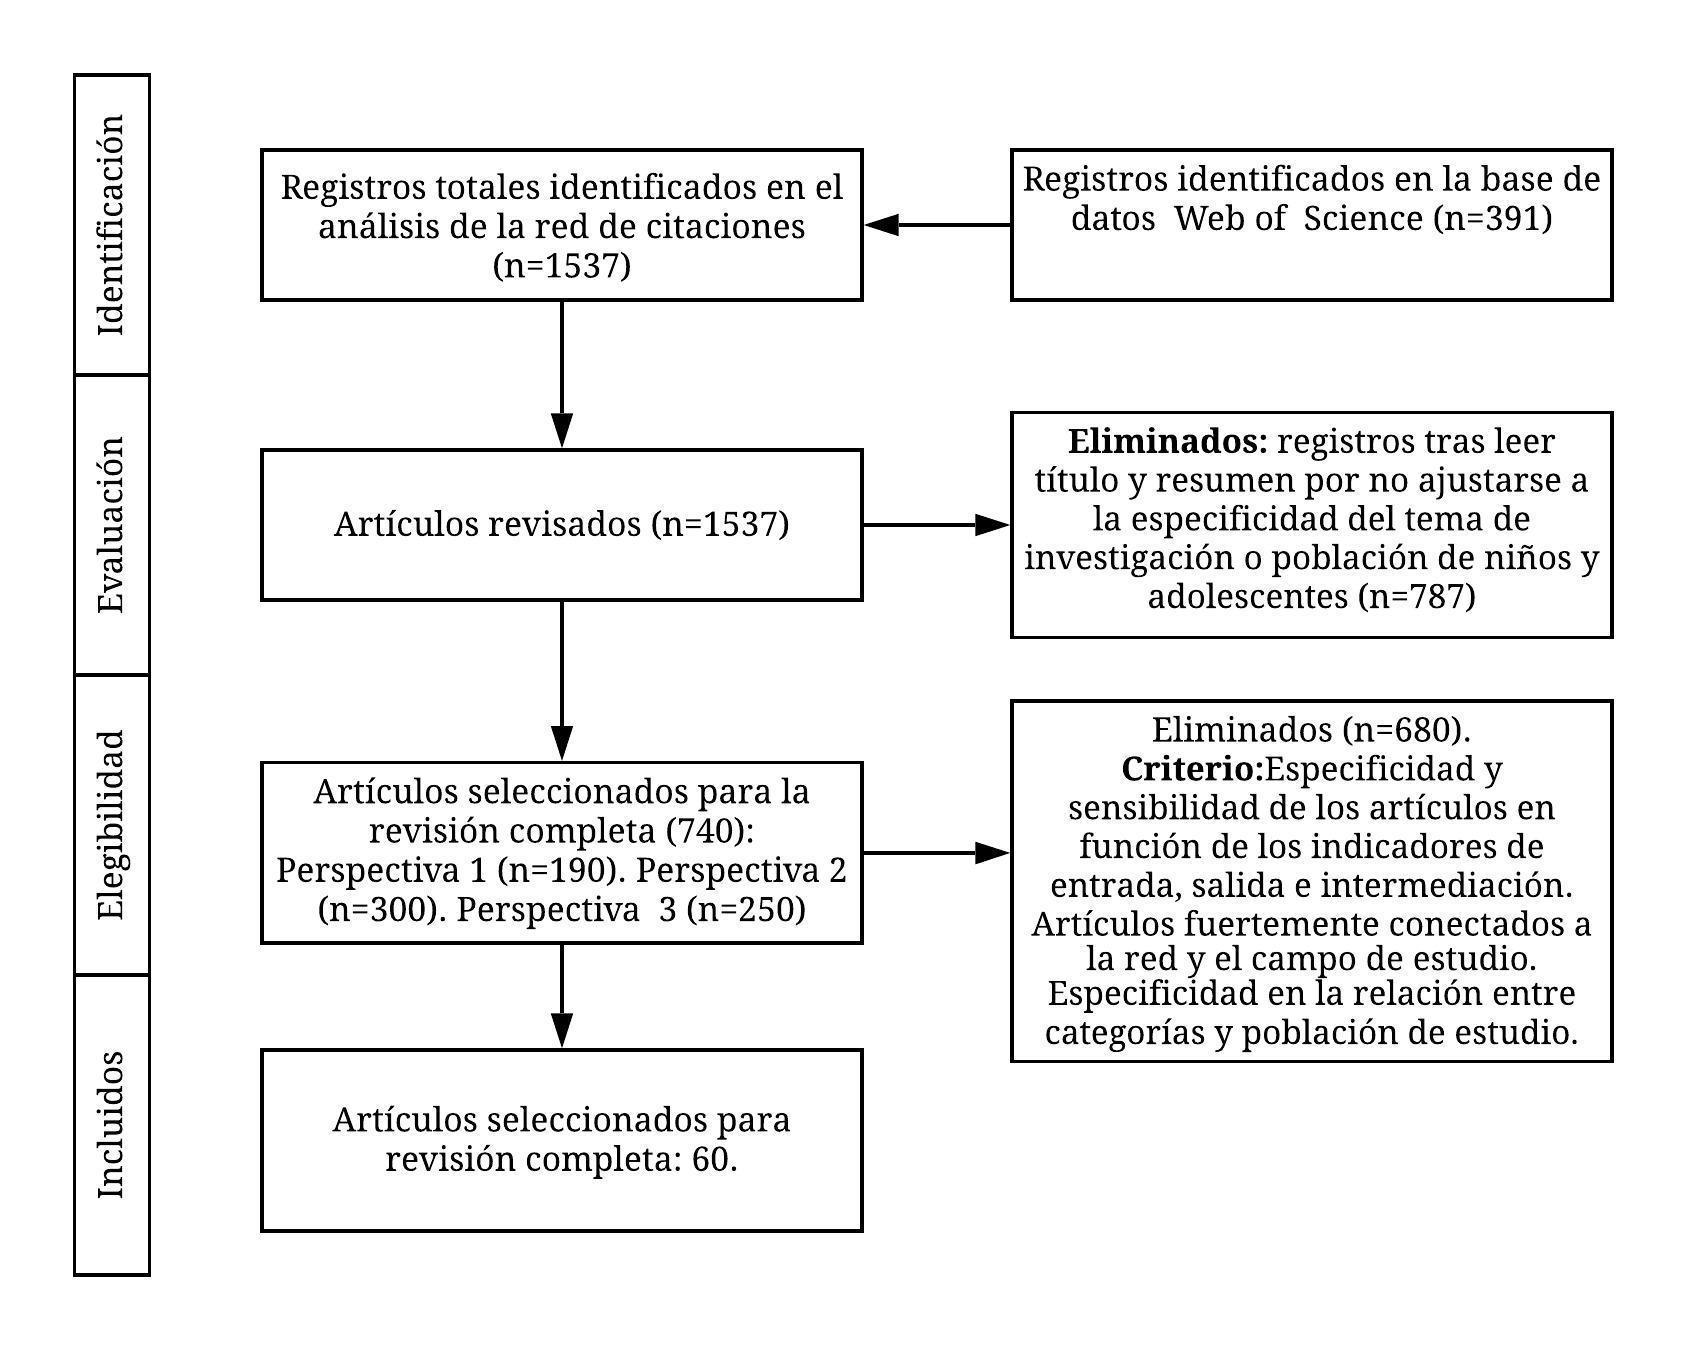 Identificación
Registros totales identificados en el
análisis de la red de citaciones
(n=1537)
Registros identificados en la base de
datos  Web of  Science (n=391)
Evaluación
Artículos revisados (n=1537)
Eliminados: registros tras leer
título y resumen por no ajustarse a
la especificidad del tema de
investigación o población de niños y
adolescentes (n=787)
Elegibilidad
Artículos seleccionados para la
revisión completa (740):
Perspectiva 1 (n=190). Perspectiva 2
(n=300). Perspectiva  3 (n=250)
Eliminados (n=680).
Criterio:Especificidad y
sensibilidad de los artículos en
función de los indicadores de
entrada, salida e intermediación.
Artículos fuertemente conectados a
la red y el campo de estudio.
Especificidad en la relación entre
categorías y población de estudio.
Incluidos
Artículos seleccionados para
revisión completa: 60.